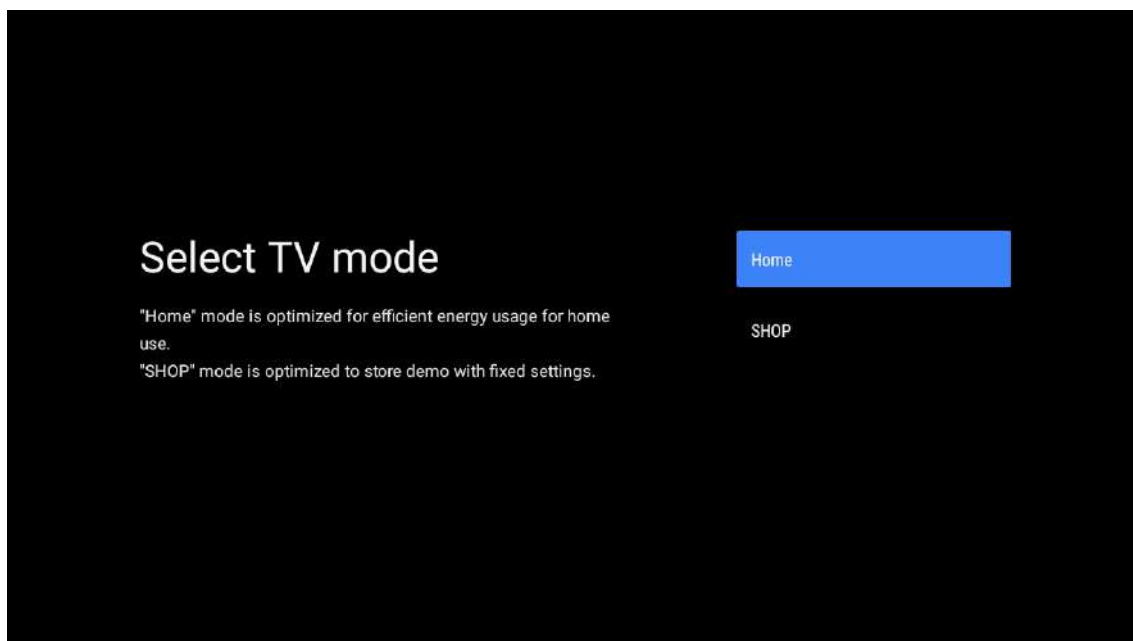 Select TV mode
"Home" mode is optimized for efficient energy usage for home
use.
"SHOP" mode is optimized to store demo with fixed settings.
Home
SHOP